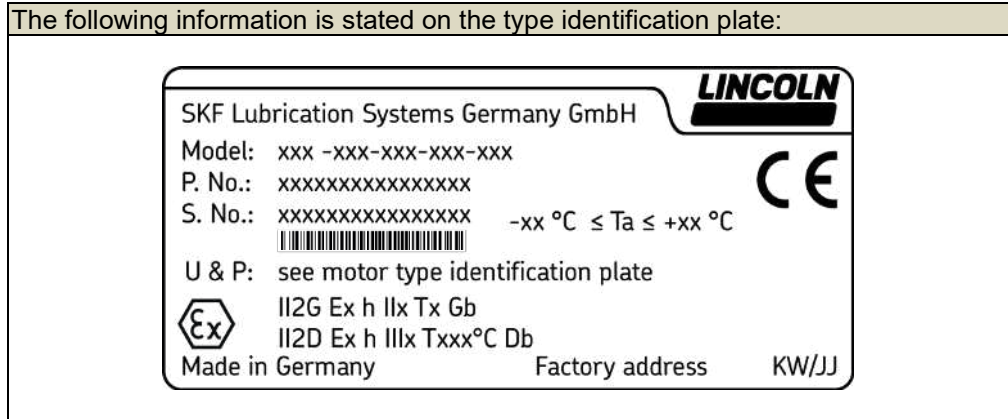 The following information is stated on the type identification plate:
LINCOLN
SKF Lubrication Systems Germany GmbH
Model: xxx -xxx-xxx-xxx-xxx
P. No.: xxxxxxxxxxxxxxxx
CE
S. No.: xxxxxxxxxxxxxxxx -xx °C ≤ Ta ≤ +xx °C
U & P: see motor type identification plate
Ex II2G Ex h IIx Tx Gb
II2D Ex h IIIx Txxx°C Db
Made in Germany Factory address KW/JJ